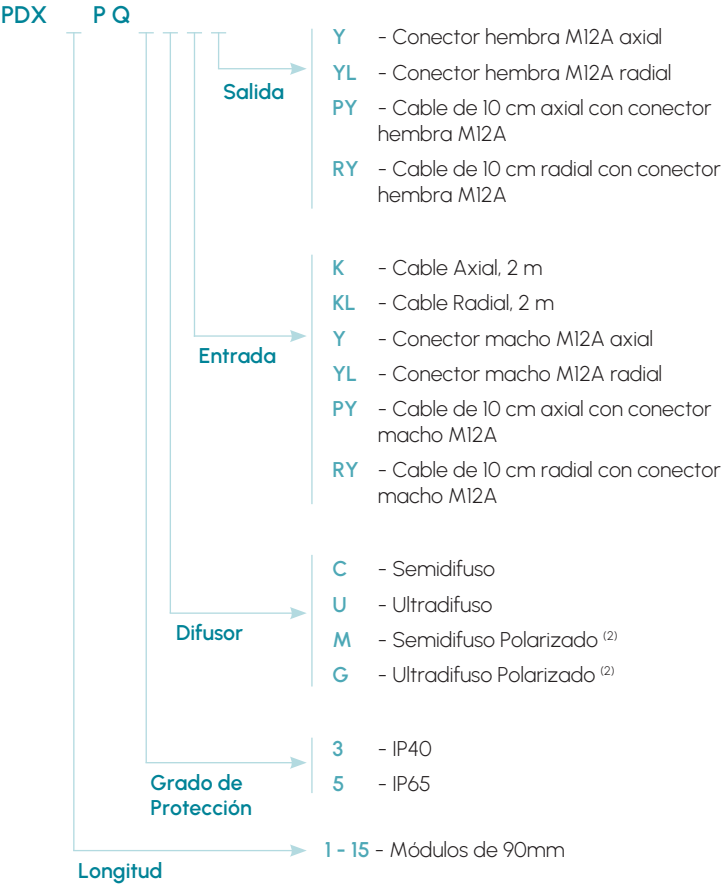 PDX P Q
Y - Conector hembra M12A axial
YL - Conector hembra M12A radial
Salida
PY - Cable de 10 cm axial con conector
hembra M12A
RY - Cable de 10 cm radial con conector
hembra M12A
K - Cable Axial, 2 m
KL - Cable Radial, 2 m
Y - Conector macho M12A axial
Entrada
YL - Conector macho M12A radial
PY - Cable de 10 cm axial con conector
macho M12A
RY - Cable de 10 cm radial con conector
macho M12A
C - Semidifuso
U - Ultradifuso
Difusor
M - Semidifuso Polarizado (2)
G - Ultradifuso Polarizado (2)
3 - IP40
5 - IP65
Grado de
Protección
1 - 15 - Módulos de 90mm
Longitud